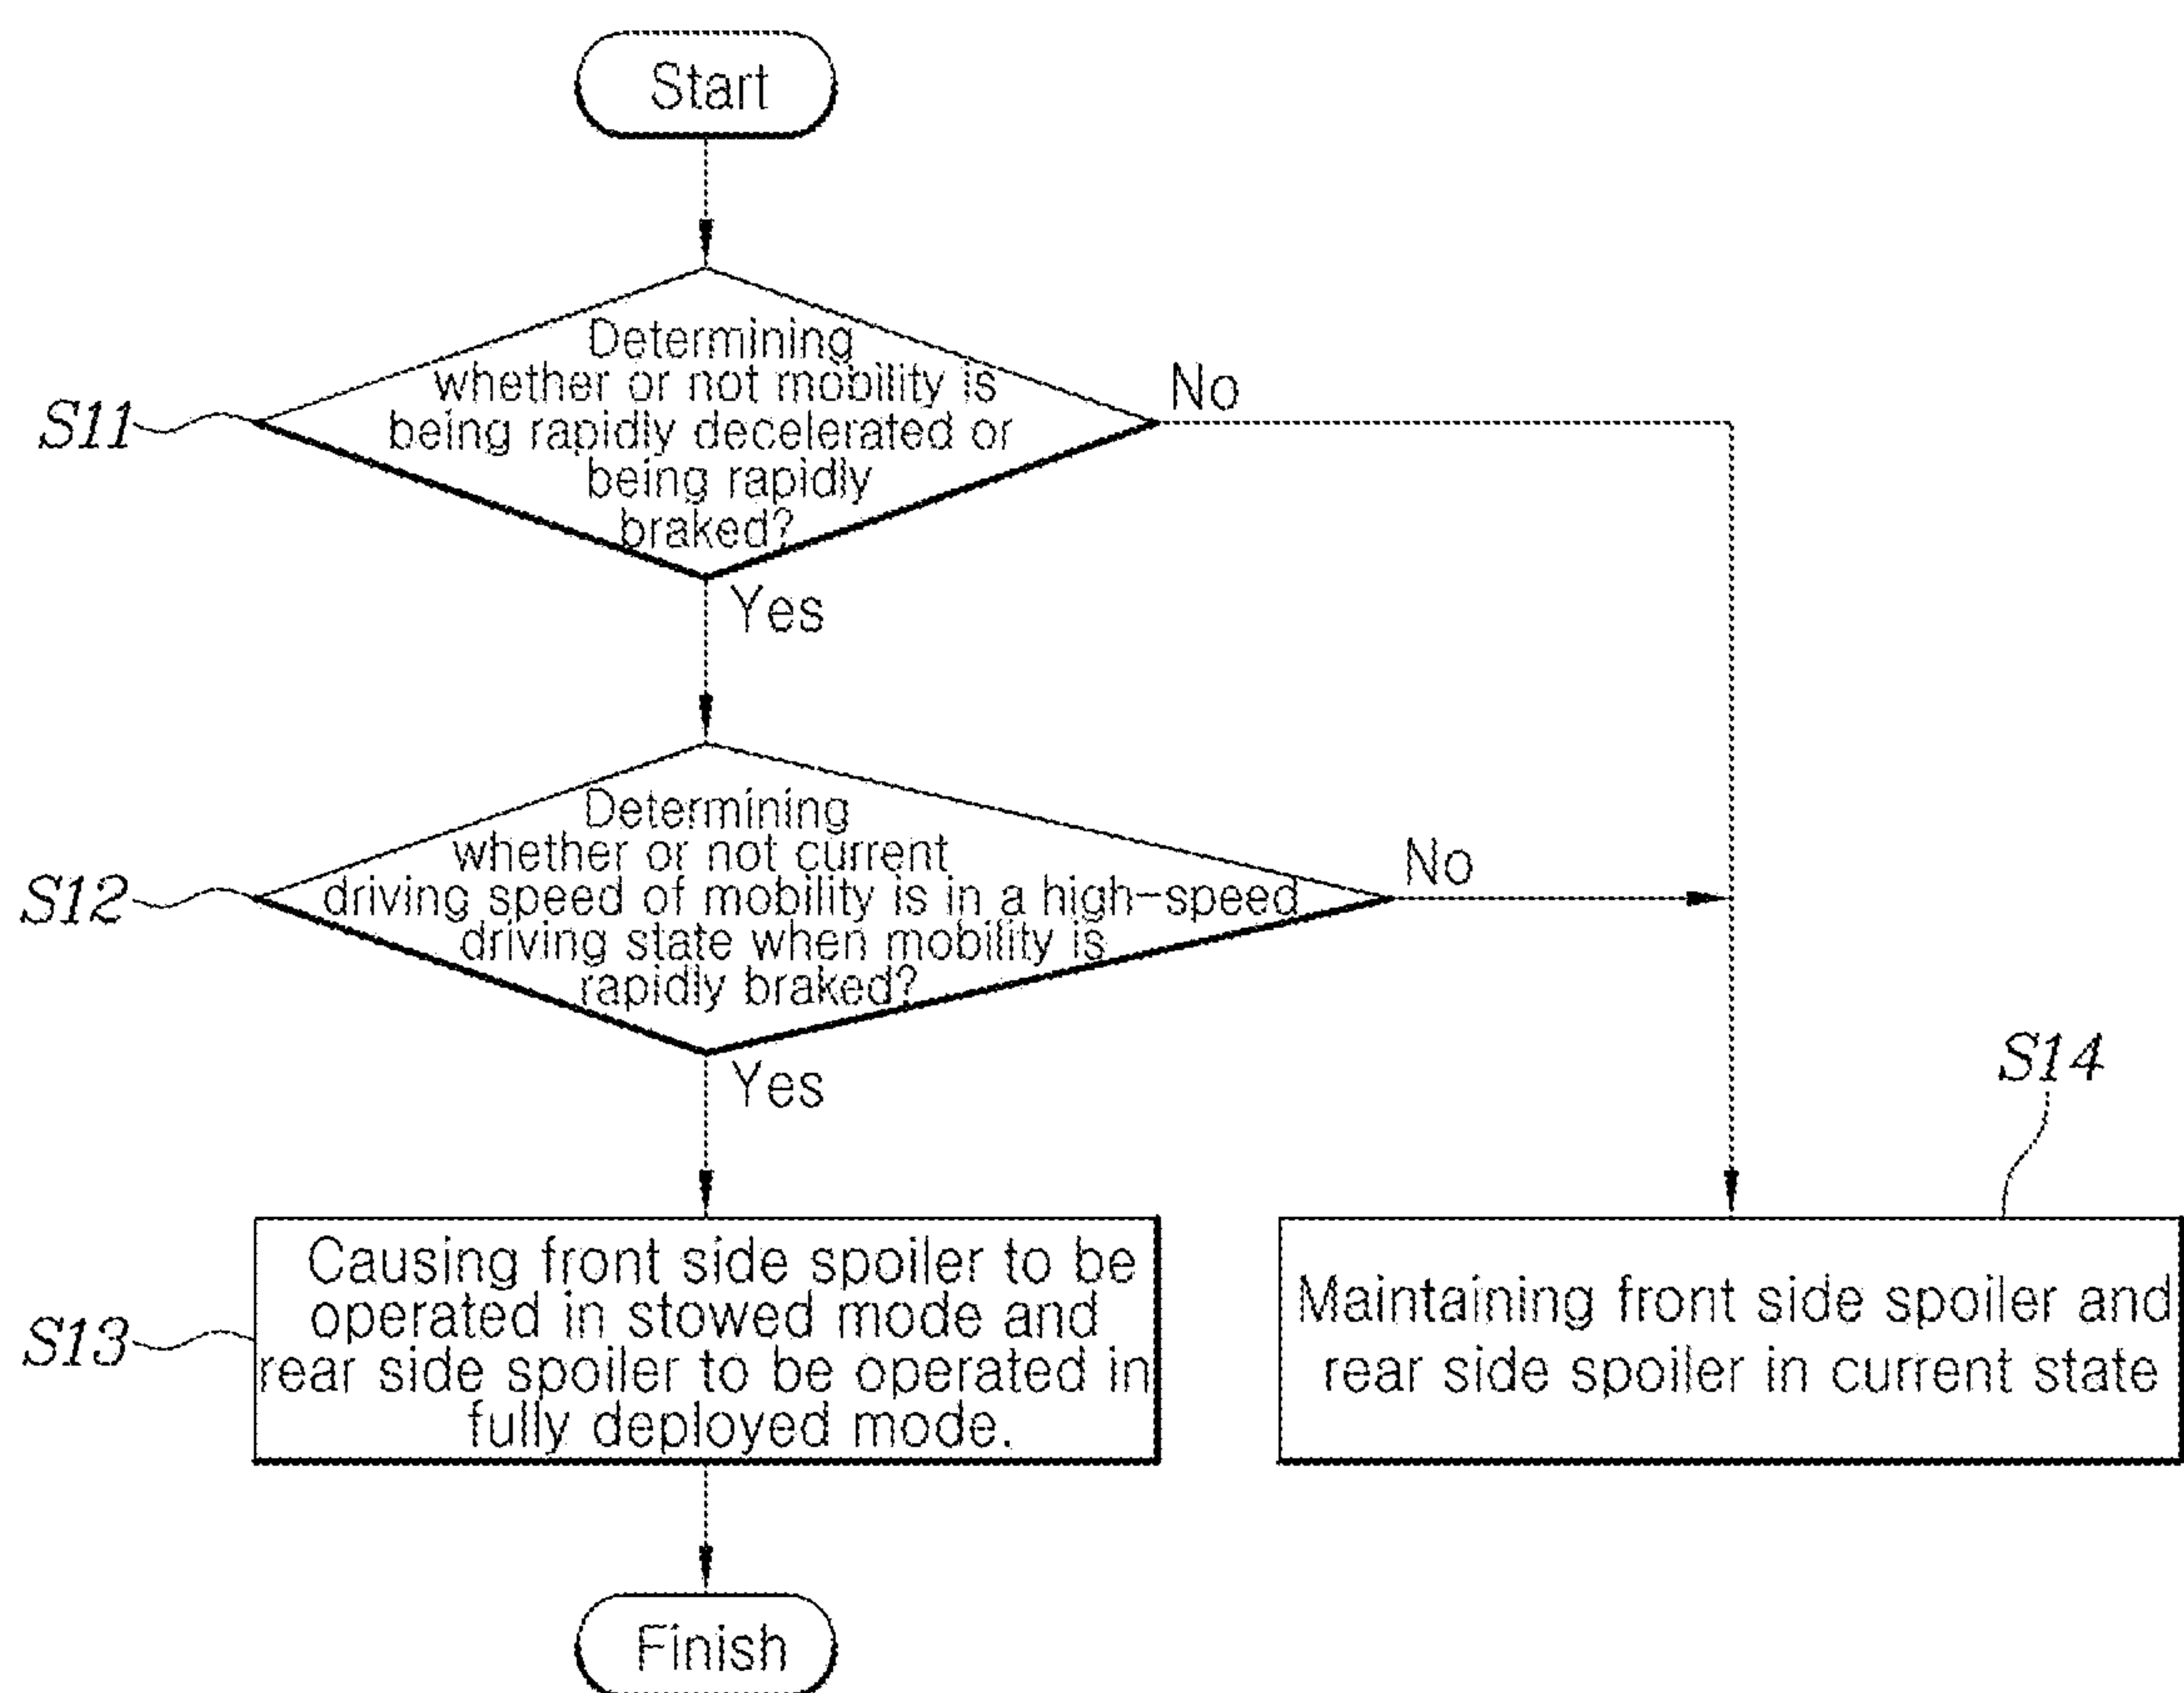 Start
Determining
whether or not mobility is
being rapidly decelerated or
being rapidly
braked?
S11
No
Yes
Determining
whether or not current
driving speed of mobility is in a high-speed
driving state when mobility is
rapidly braked?
S12
No
Yes
S14
Causing front side spoiler to be
operated in stowed mode and
rear side spoiler to be operated in
fully deployed mode.
S13
Maintaining front side spoiler and
rear side spoiler in current state
Finish